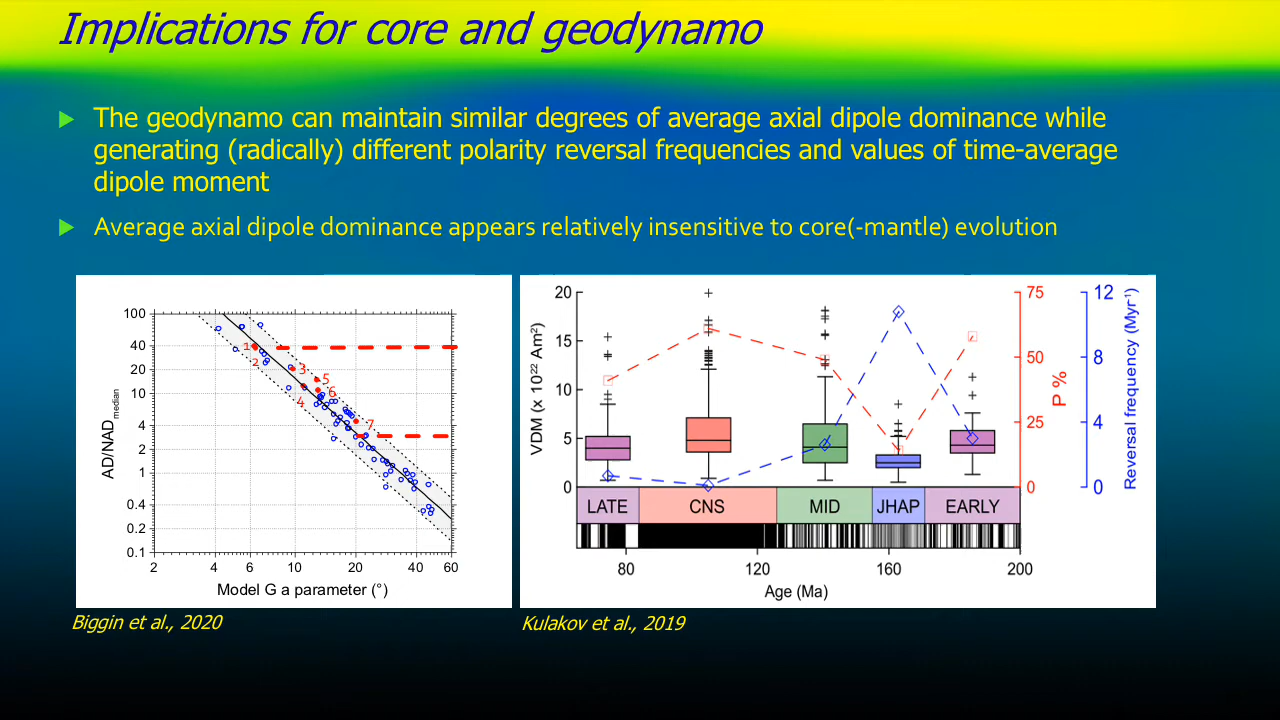 Implications for core and geodynamo
The geodynamo can maintain similar degrees of average axial dipole dominance while
generating (radically) different polarity reversal frequencies and values of time-average
dipole moment
Average axial dipole dominance appears relatively insensitive to core(-mantle) evolution
AD/NADmedian
100
40
20
10
4
2
1
0.4
0.2
0.1
1
2
3
4
5
6
7
2 4 6 10 20 40 60
Model G a parameter (°)
Biggin et al., 2020
VDM (x 10²² Am²)
20
15
10
5
0
75
50
25
0
P %
12
8
4
0
Reversal frequency (Myr⁻¹)
LATE CNS MID JHAP EARLY
80 120 160 200
Age (Ma)
Kulakov et al., 2019